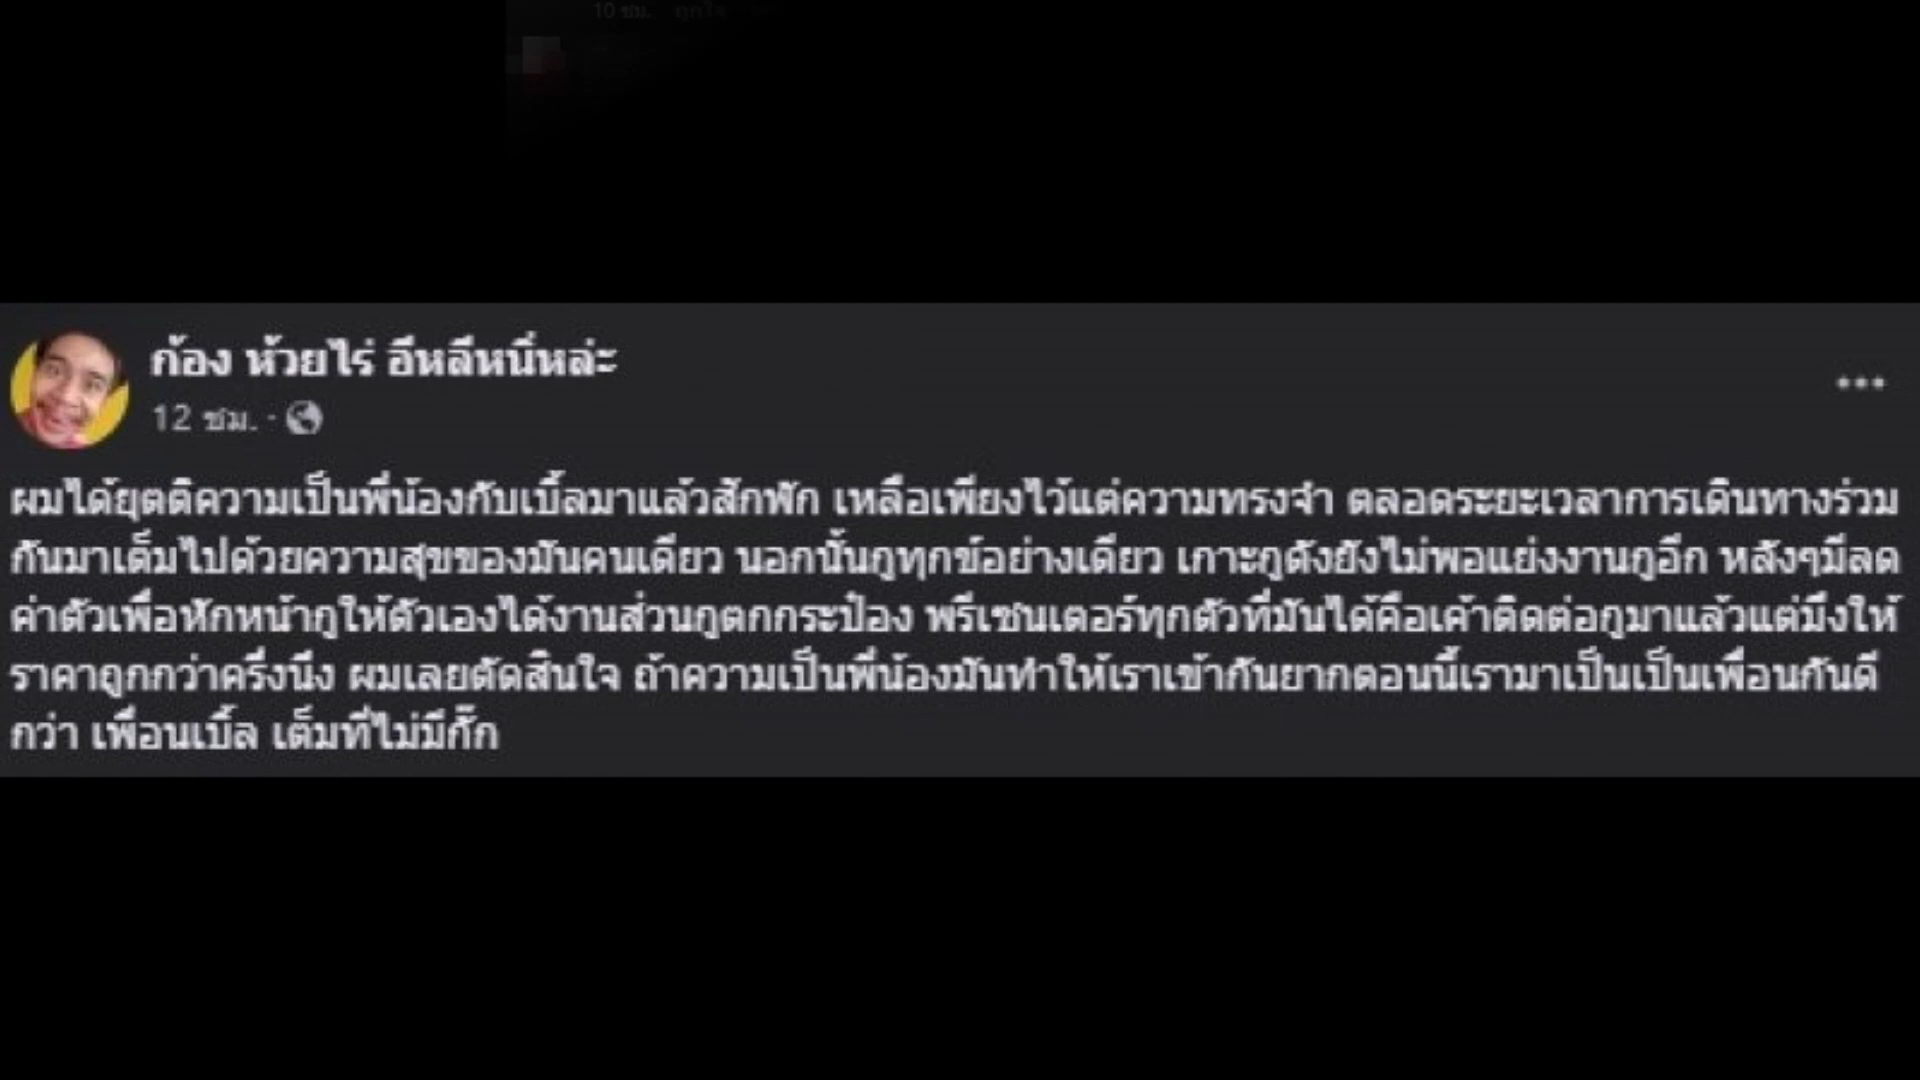 10 ชม. ถูกใจ
ก้อง ห้วยไร่ อีหลีหนี่หล่ะ
12 ชม. ·
ผมได้ยุตติความเป็นพี่น้องกับเบิ้ลมาแล้วสักพัก เหลือเพียงไว้แต่ความทรงจำ ตลอดระยะเวลาการเดินทางร่วม
กันมาเต็มไปด้วยความสุขของมันคนเดียว นอกนั้นกูทุกข์อย่างเดียว เกาะกูดังยังไม่พอแย่งงานกูอีก หลังๆมีลด
ค่าตัวเพื่อหักหน้ากูให้ตัวเองได้งานส่วนกูตกกระป๋อง พรีเซนเตอร์ทุกตัวที่มันได้คือเค้าติดต่อกูมาแล้วแต่มึงให้
ราคาถูกกว่าครึ่งนึง ผมเลยตัดสินใจ ถ้าความเป็นพี่น้องมันทำให้เราเข้ากันยากตอนนี้เรามาเป็นเป็นเพื่อนกันดี
กว่า เพื่อนเบิ้ล เต็มที่ไม่มีกั๊ก